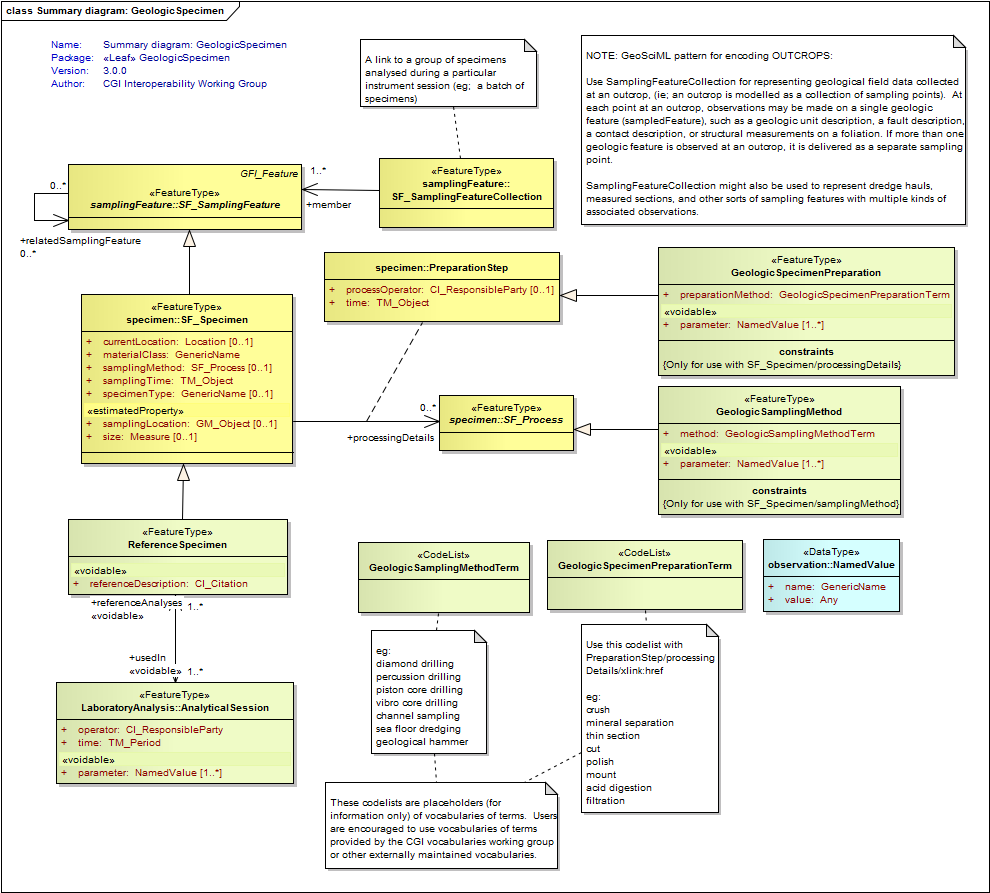 class Summary diagram: GeologicSpecimen
Name: Summary diagram: GeologicSpecimen
Package: «Leaf» GeologicSpecimen
Version: 3.0.0
Author: CGI Interoperability Working Group
A link to a group of specimens
analysed during a particular
instrument session (eg; a batch of
specimens)
NOTE: GeoSciML pattern for encoding OUTCROPS:
Use SamplingFeatureCollection for representing geological field data collected
at an outcrop, (ie; an outcrop is modelled as a collection of sampling points). At
each point at an outcrop, observations may be made on a single geologic
feature (sampledFeature), such as a geologic unit description, a fault description,
a contact description, or structural measurements on a foliation. If more than one
geologic feature is observed at an outcrop, it is delivered as a separate sampling
point.
SamplingFeatureCollection might also be used to represent dredge hauls,
measured sections, and other sorts of sampling features with multiple kinds of
associated observations.
GFI_Feature
«FeatureType»
samplingFeature::SF_SamplingFeature
0..*
+relatedSamplingFeature
0..*
1..*
+member
«FeatureType»
samplingFeature::
SF_SamplingFeatureCollection
specimen::PreparationStep
+ processOperator: CI_ResponsibleParty [0..1]
+ time: TM_Object
«FeatureType»
GeologicSpecimenPreparation
+ preparationMethod: GeologicSpecimenPreparationTerm
«voidable»
+ parameter: NamedValue [1..*]
constraints
{Only for use with SF_Specimen/processingDetails}
«FeatureType»
specimen::SF_Specimen
+ currentLocation: Location [0..1]
+ materialClass: GenericName
+ samplingMethod: SF_Process [0..1]
+ samplingTime: TM_Object
+ specimenType: GenericName [0..1]
«estimatedProperty»
+ samplingLocation: GM_Object [0..1]
+ size: Measure [0..1]
0..*
+processingDetails
«FeatureType»
specimen::SF_Process
«FeatureType»
GeologicSamplingMethod
+ method: GeologicSamplingMethodTerm
«voidable»
+ parameter: NamedValue [1..*]
constraints
{Only for use with SF_Specimen/samplingMethod}
«FeatureType»
ReferenceSpecimen
«voidable»
+ referenceDescription: CI_Citation
+referenceAnalyses
1..*
«voidable»
+usedIn
«voidable» 1..*
«FeatureType»
LaboratoryAnalysis::AnalyticalSession
+ operator: CI_ResponsibleParty
+ time: TM_Period
«voidable»
+ parameter: NamedValue [1..*]
«CodeList»
GeologicSamplingMethodTerm
«CodeList»
GeologicSpecimenPreparationTerm
«DataType»
observation::NamedValue
+ name: GenericName
+ value: Any
eg:
diamond drilling
percussion drilling
piston core drilling
vibro core drilling
channel sampling
sea floor dredging
geological hammer
Use this codelist with
PreparationStep/processing
Details/xlink:href
eg:
crush
mineral separation
thin section
cut
polish
mount
acid digestion
filtration
These codelists are placeholders (for
information only) of vocabularies of terms. Users
are encouraged to use vocabularies of terms
provided by the CGI vocabularies working group
or other externally maintained vocabularies.